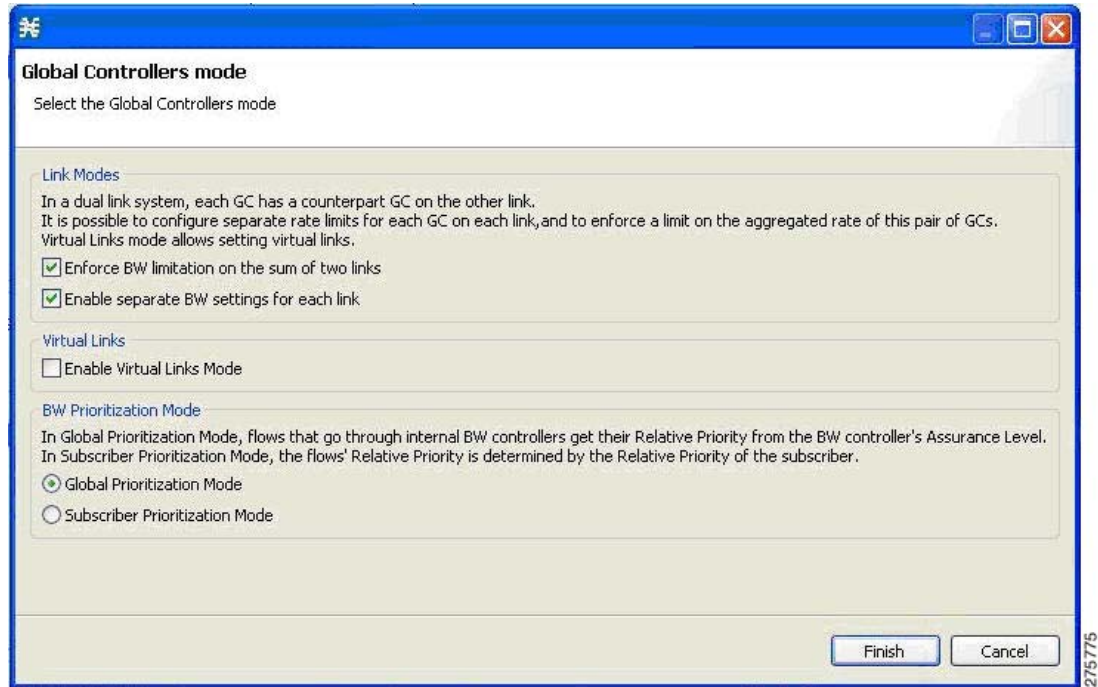 Global Controllers mode
Select the Global Controllers mode
Link Modes
In a dual link system, each GC has a counterpart GC on the other link.
It is possible to configure separate rate limits for each GC on each link,and to enforce a limit on the aggregated rate of this pair of GCs.
Virtual Links mode allows setting virtual links.
Enforce BW limitation on the sum of two links
Enable separate BW settings for each link
Virtual Links
Enable Virtual Links Mode
BW Prioritization Mode
In Global Prioritization Mode, flows that go through internal BW controllers get their Relative Priority from the BW controller's Assurance Level.
In Subscriber Prioritization Mode, the flows' Relative Priority is determined by the Relative Priority of the subscriber.
Global Prioritization Mode
Subscriber Prioritization Mode
Finish
Cancel
275775